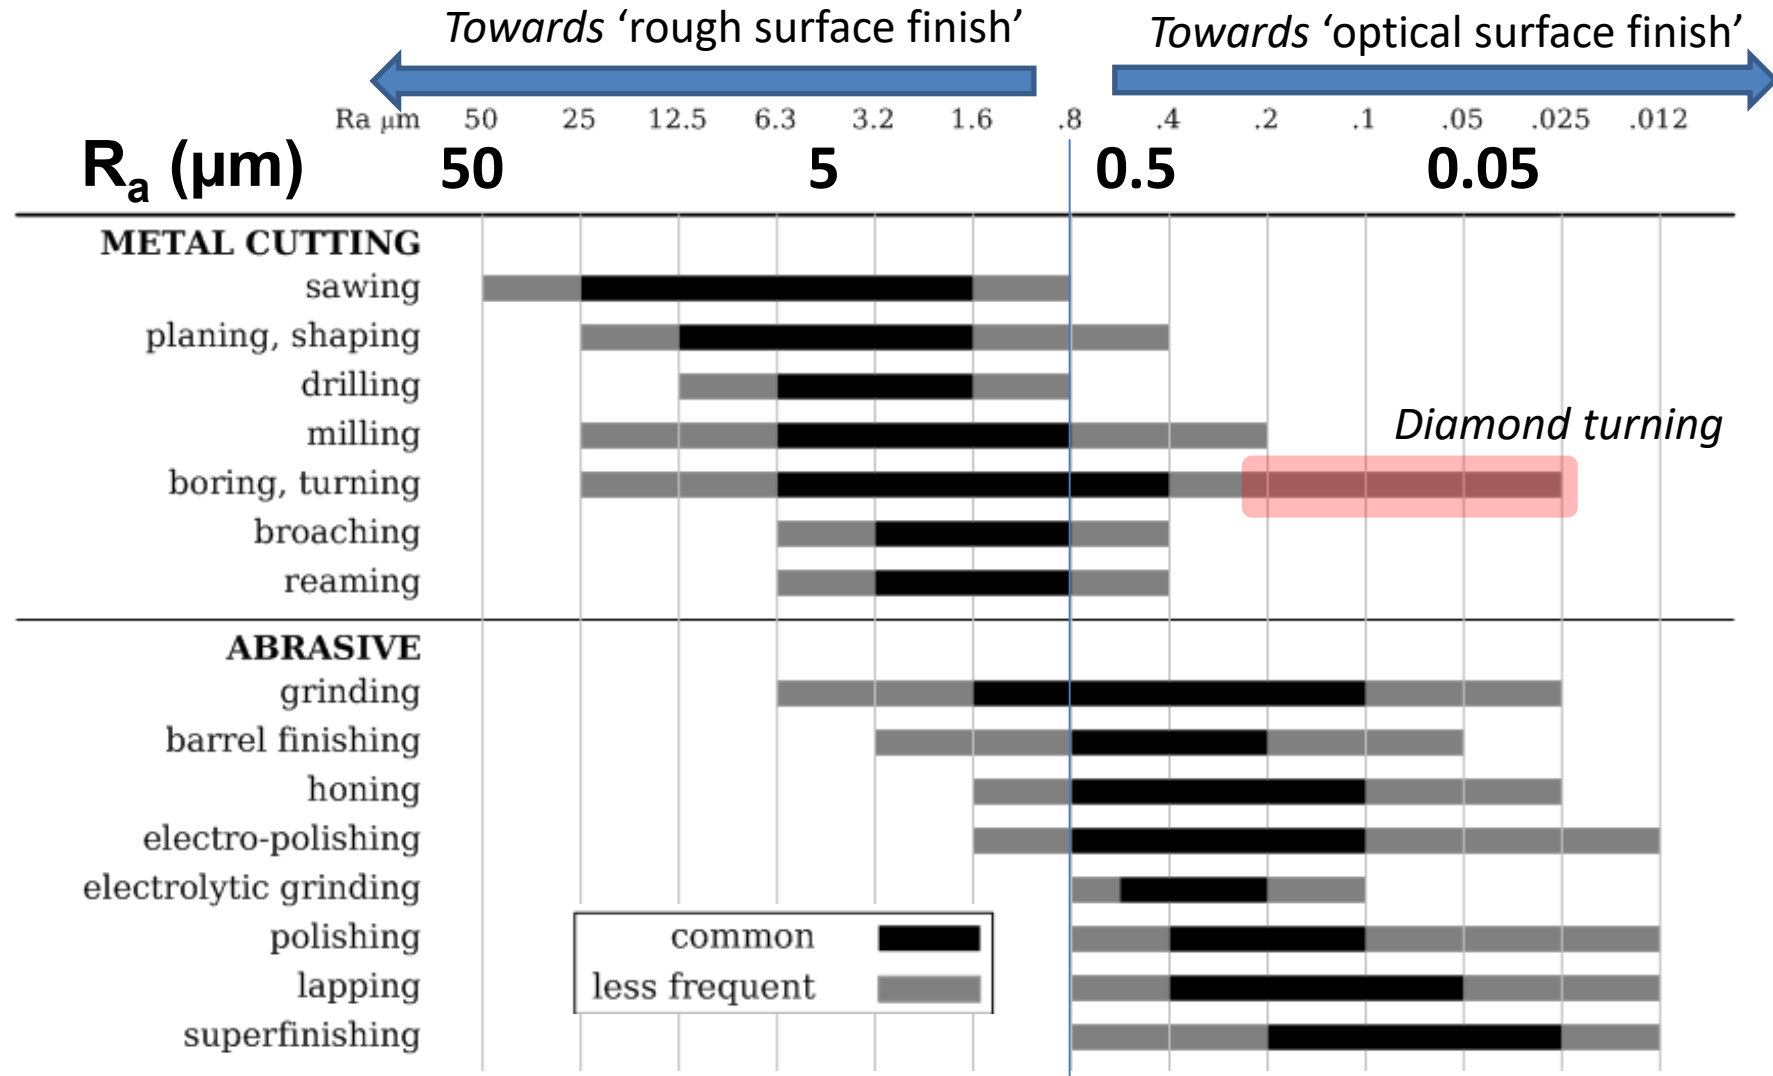 Towards ‘rough surface finish’ Towards ‘optical surface finish’
Ra μm 50 25 12.5 6.3 3.2 1.6 .8 .4 .2 .1 .05 .025 .012
Ra (μm) 50 5 0.5 0.05
METAL CUTTING
sawing
planing, shaping
drilling
milling
Diamond turning
boring, turning
broaching
reaming
ABRASIVE
grinding
barrel finishing
honing
electro-polishing
electrolytic grinding
polishing
lapping
superfinishing
common
less frequent